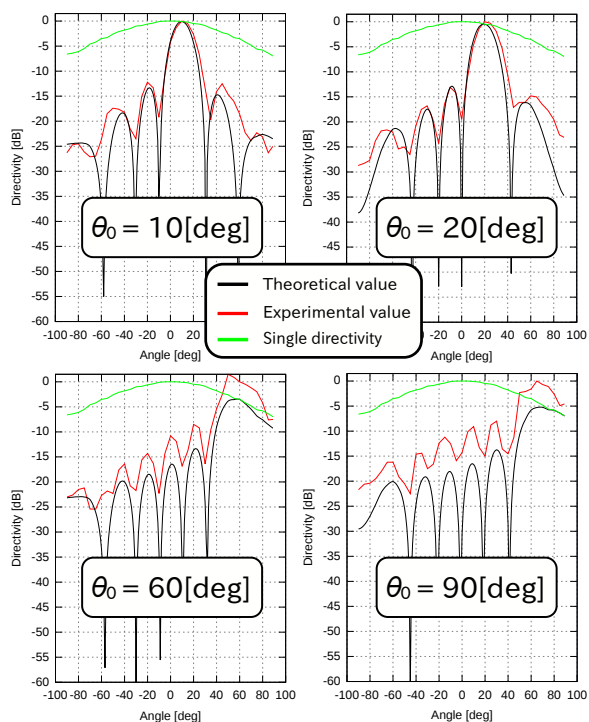 0
-5
-10
-15
-20
-25
-30
-35
-40
-45
-50
-55
-60
Directivity [dB]
-100 -80 -60 -40 -20 0 20 40 60 80 100
Angle [deg]
θ0 = 10[deg]
0
-5
-10
-15
-20
-25
-30
-35
-40
-45
-50
-55
-60
Directivity [dB]
-100 -80 -60 -40 -20 0 20 40 60 80 100
Angle [deg]
θ0 = 20[deg]
Theoretical value
Experimental value
Single directivity
0
-5
-10
-15
-20
-25
-30
-35
-40
-45
-50
-55
-60
Directivity [dB]
-100 -80 -60 -40 -20 0 20 40 60 80 100
Angle [deg]
θ0 = 60[deg]
0
-5
-10
-15
-20
-25
-30
-35
-40
-45
-50
-55
-60
Directivity [dB]
-100 -80 -60 -40 -20 0 20 40 60 80 100
Angle [deg]
θ0 = 90[deg]